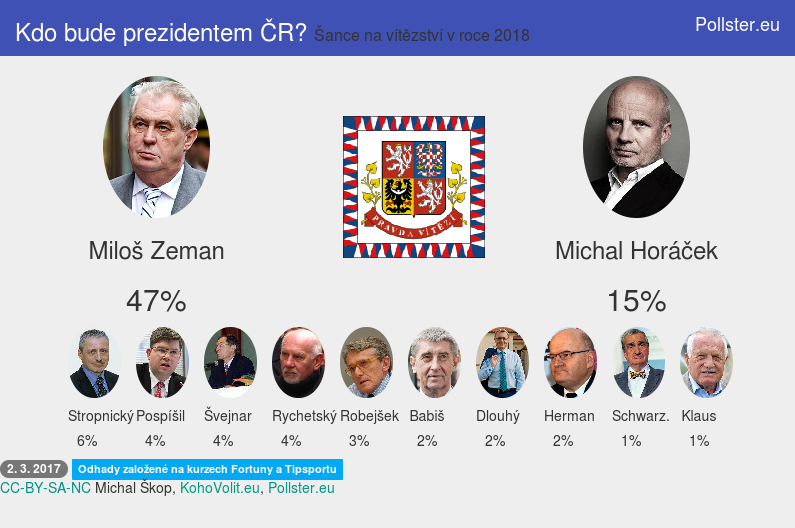 Kdo bude prezidentem ČR? Šance na vítězství v roce 2018
Pollster.eu
PRAVDA VÍTĚZÍ
Miloš Zeman
Michal Horáček
47%
15%
Stropnický Pospíšil Švejnar Rychetský Robejšek Babiš Dlouhý Herman Schwarz. Klaus
6% 4% 4% 4% 3% 2% 2% 2% 1% 1%
2. 3. 2017 Odhady založené na kurzech Fortuny a Tipsportu
CC-BY-SA-NC Michal Škop, KohoVolit.eu, Pollster.eu